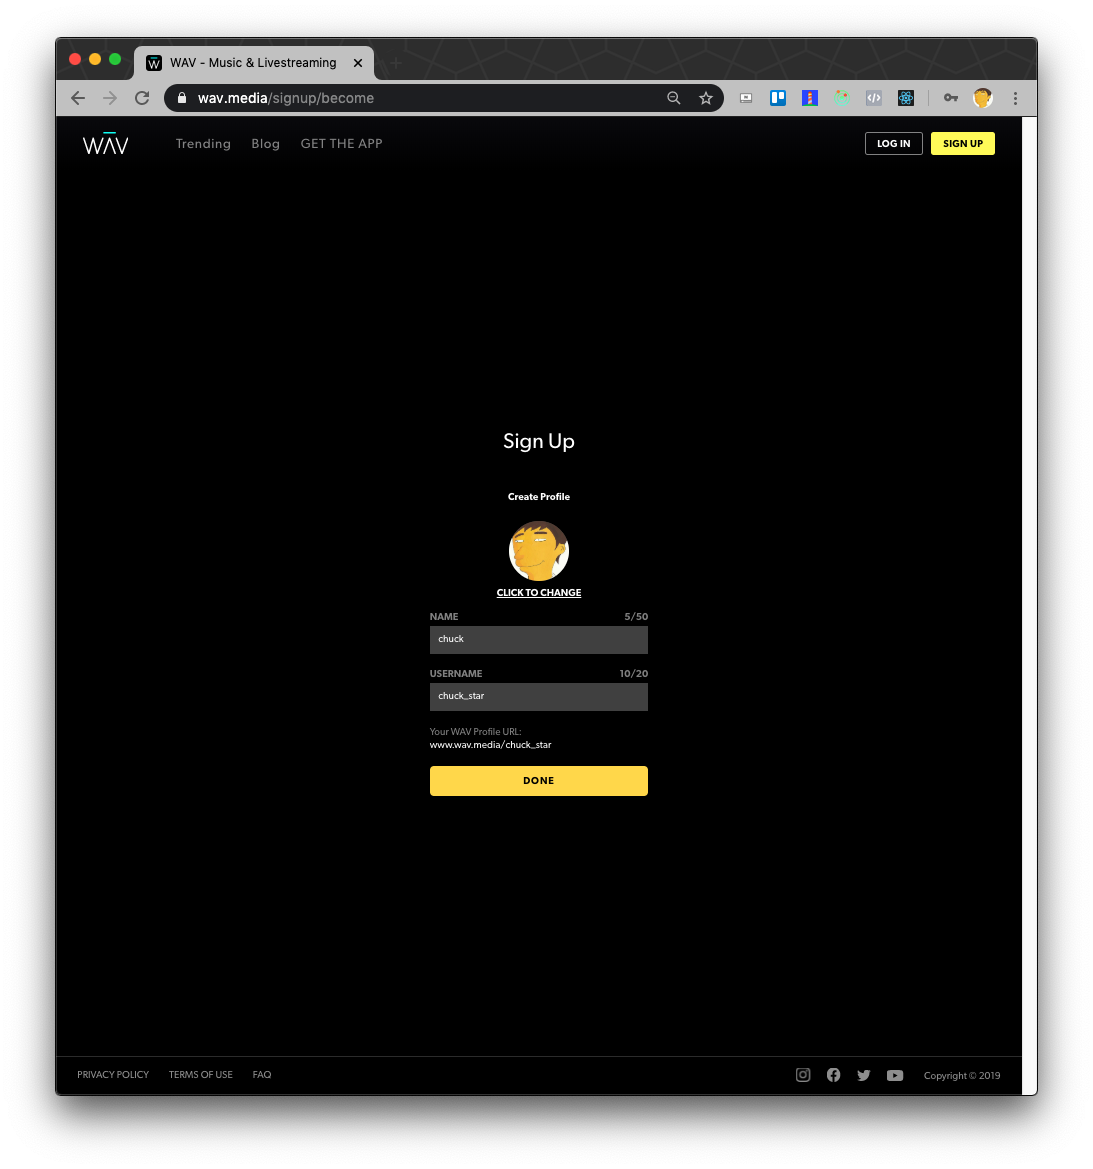 WAV - Music & Livestreaming
wav.media/signup/become
WAV Trending Blog GET THE APP LOG IN SIGN UP
Sign Up
Create Profile
CLICK TO CHANGE
NAME 5/50
chuck
USERNAME 10/20
chuck_star
Your WAV Profile URL:
www.wav.media/chuck_star
DONE
PRIVACY POLICY TERMS OF USE FAQ Copyright © 2019